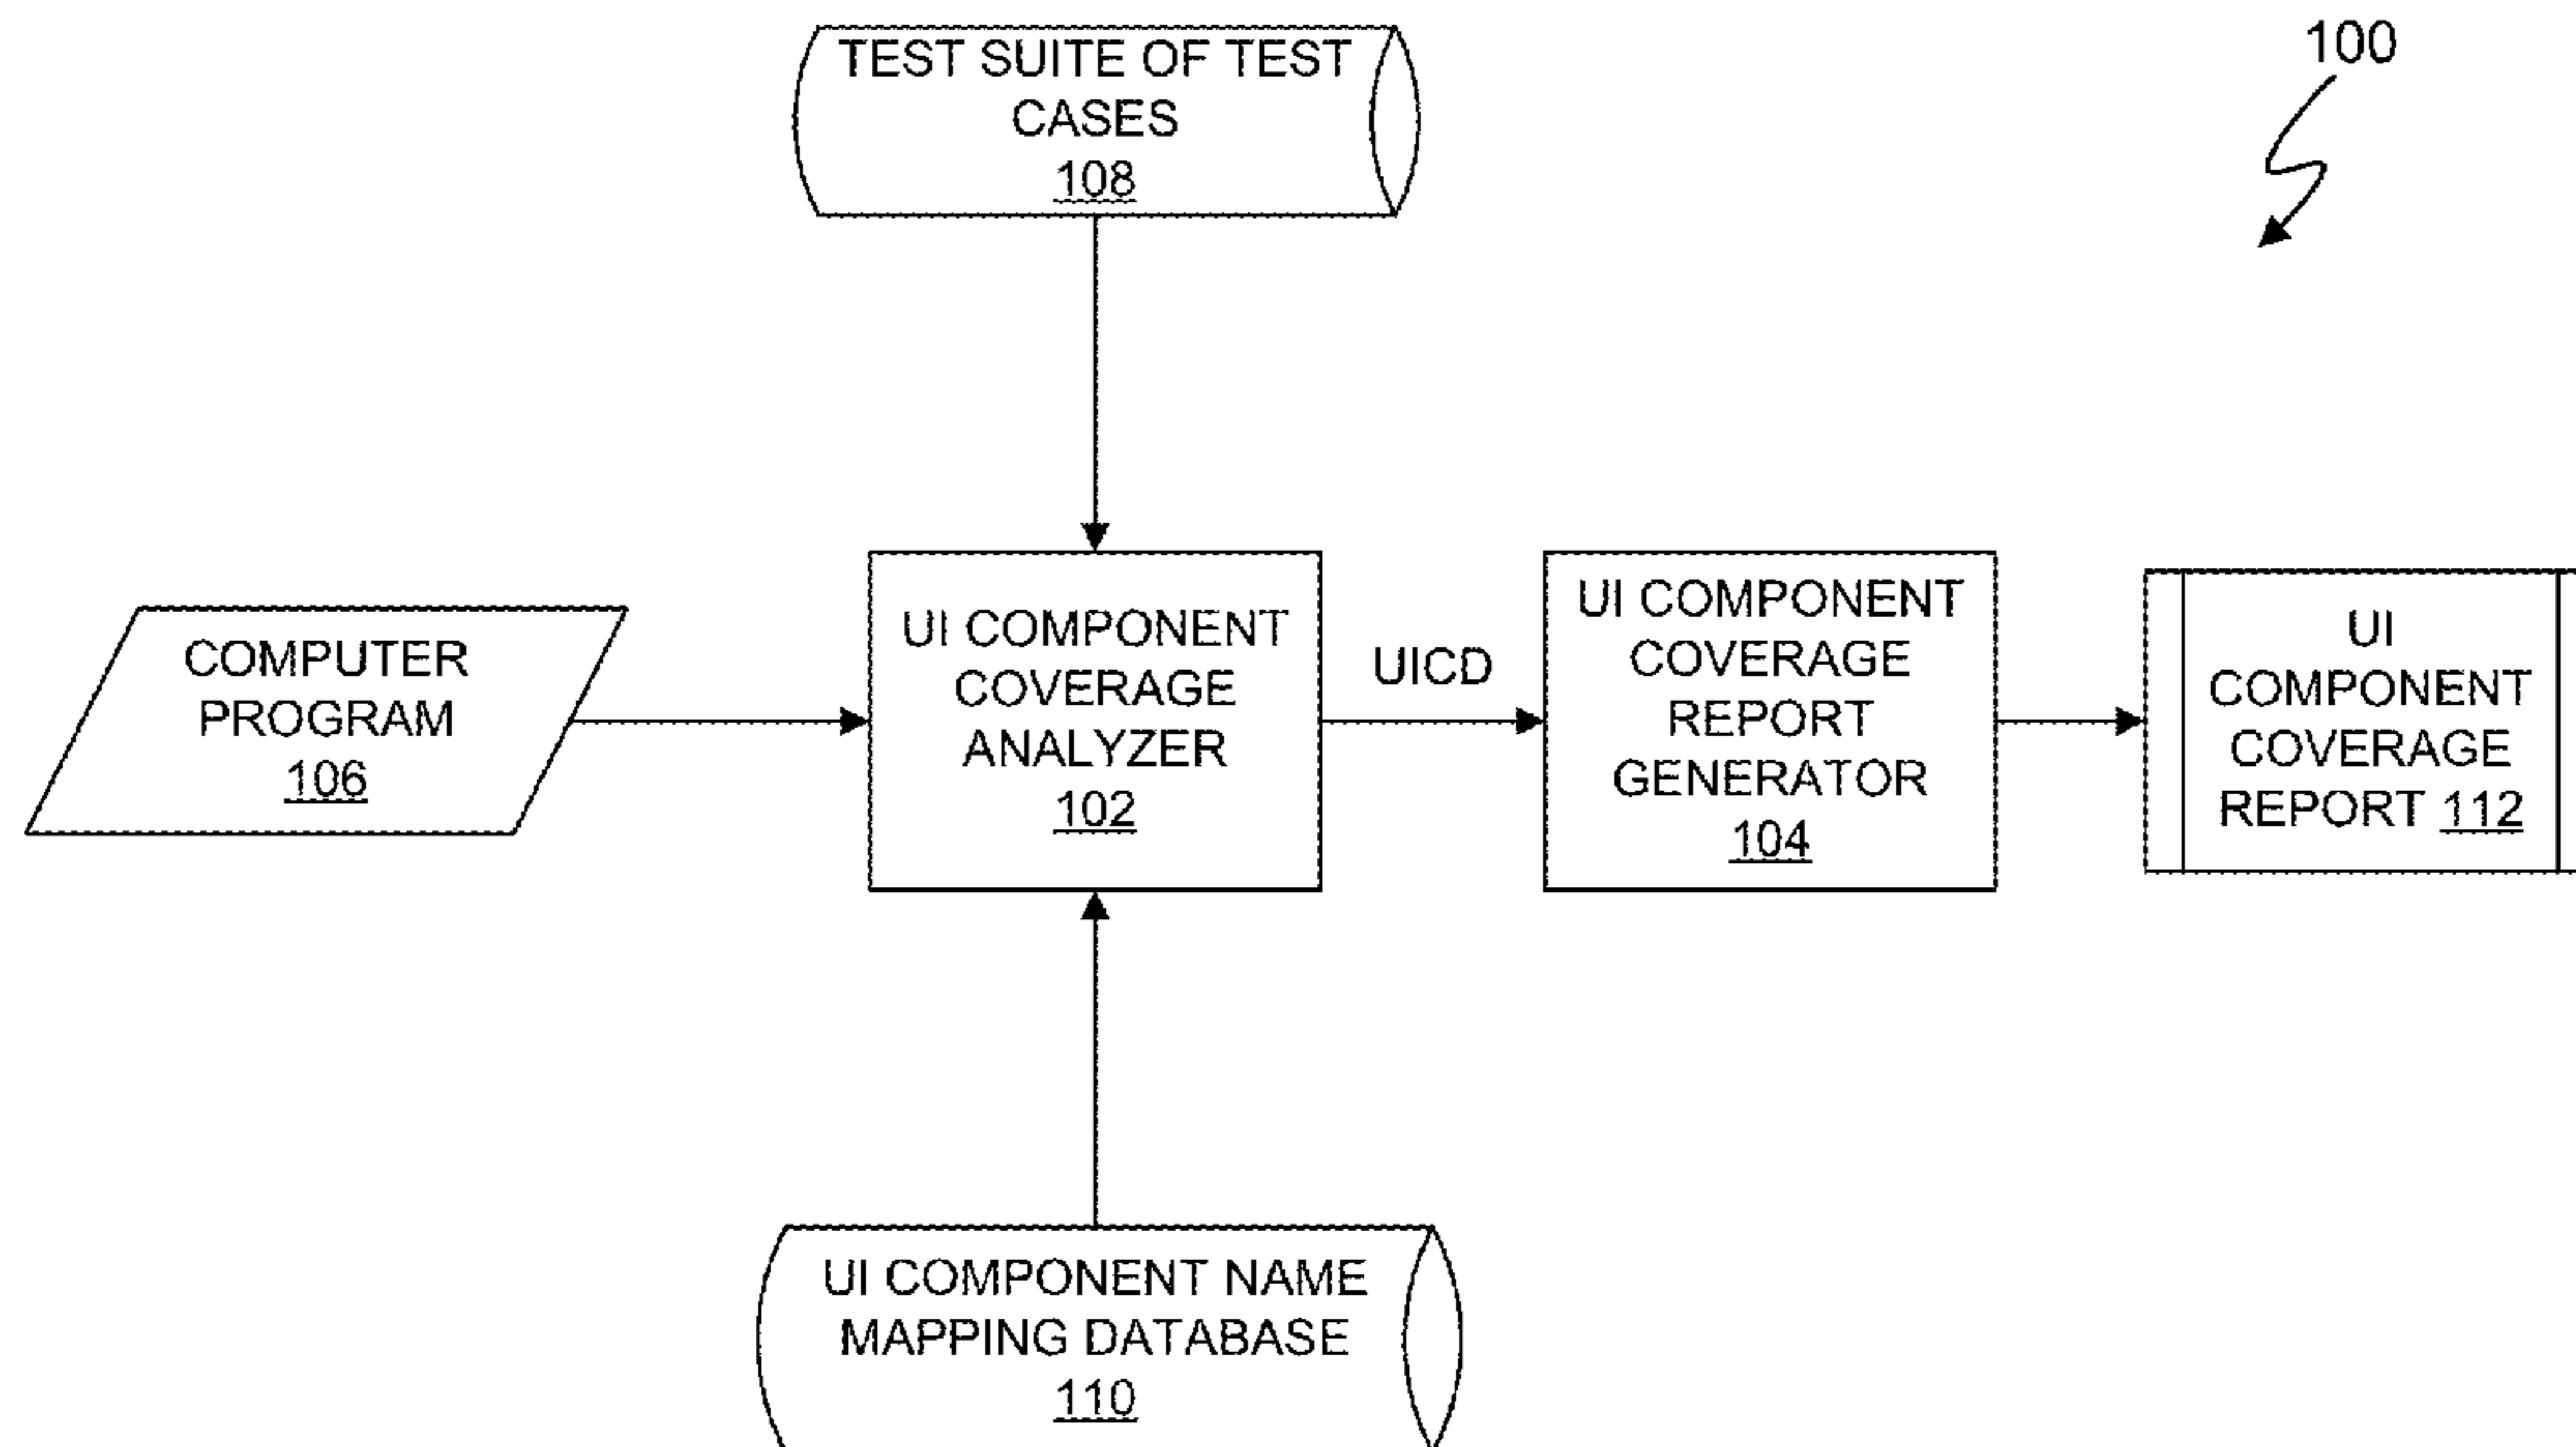 TEST SUITE OF TEST
CASES
108
100
COMPUTER
PROGRAM
106
UI COMPONENT
COVERAGE
ANALYZER
102
UICD
UI COMPONENT
COVERAGE
REPORT
GENERATOR
104
UI
COMPONENT
COVERAGE
REPORT 112
UI COMPONENT NAME
MAPPING DATABASE
110